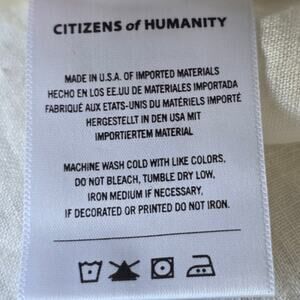 CITIZENS of HUMANITY
MADE IN U.S.A. OF IMPORTED MATERIALS
HECHO EN LOS EE.UU DE MATERIALES IMPORTADA
FABRIQUÉ AUX ETATS-UNIS DU MATÉRIELS IMPORTÉ
HERGESTELLT IN DEN USA MIT
IMPORTIERTEM MATERIAL
MACHINE WASH COLD WITH LIKE COLORS,
DO NOT BLEACH, TUMBLE DRY LOW,
IRON MEDIUM IF NECESSARY,
IF DECORATED OR PRINTED DO NOT IRON.